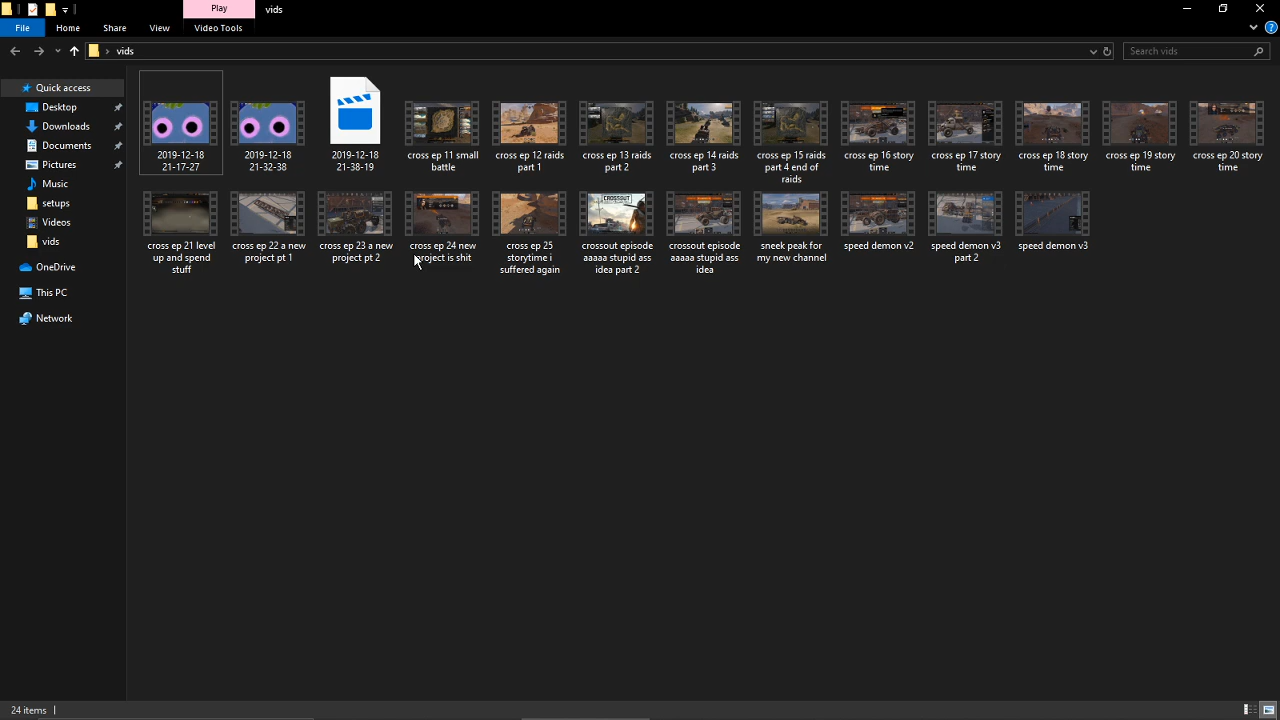 Play
vids
File
Home
Share
View
Video Tools
vids
Search vids
Quick access
Desktop
Downloads
Documents
Pictures
Music
setups
Videos
vids
OneDrive
This PC
Network
2019-12-18
21-17-27
2019-12-18
21-32-38
2019-12-18
21-38-19
cross ep 11 small
battle
cross ep 12 raids
part 1
cross ep 13 raids
part 2
cross ep 14 raids
part 3
cross ep 15 raids
part 4 end of
raids
cross ep 16 story
time
cross ep 17 story
time
cross ep 18 story
time
cross ep 19 story
time
cross ep 20 story
time
cross ep 21 level
up and spend
stuff
cross ep 22 a new
project pt 1
cross ep 23 a new
project pt 2
cross ep 24 new
project is shit
cross ep 25
storytime i
suffered again
CROSSOUT
crossout episode
aaaaa stupid ass
idea part 2
crossout episode
aaaaa stupid ass
idea
sneek peak for
my new channel
speed demon v2
speed demon v3
part 2
speed demon v3
24 items